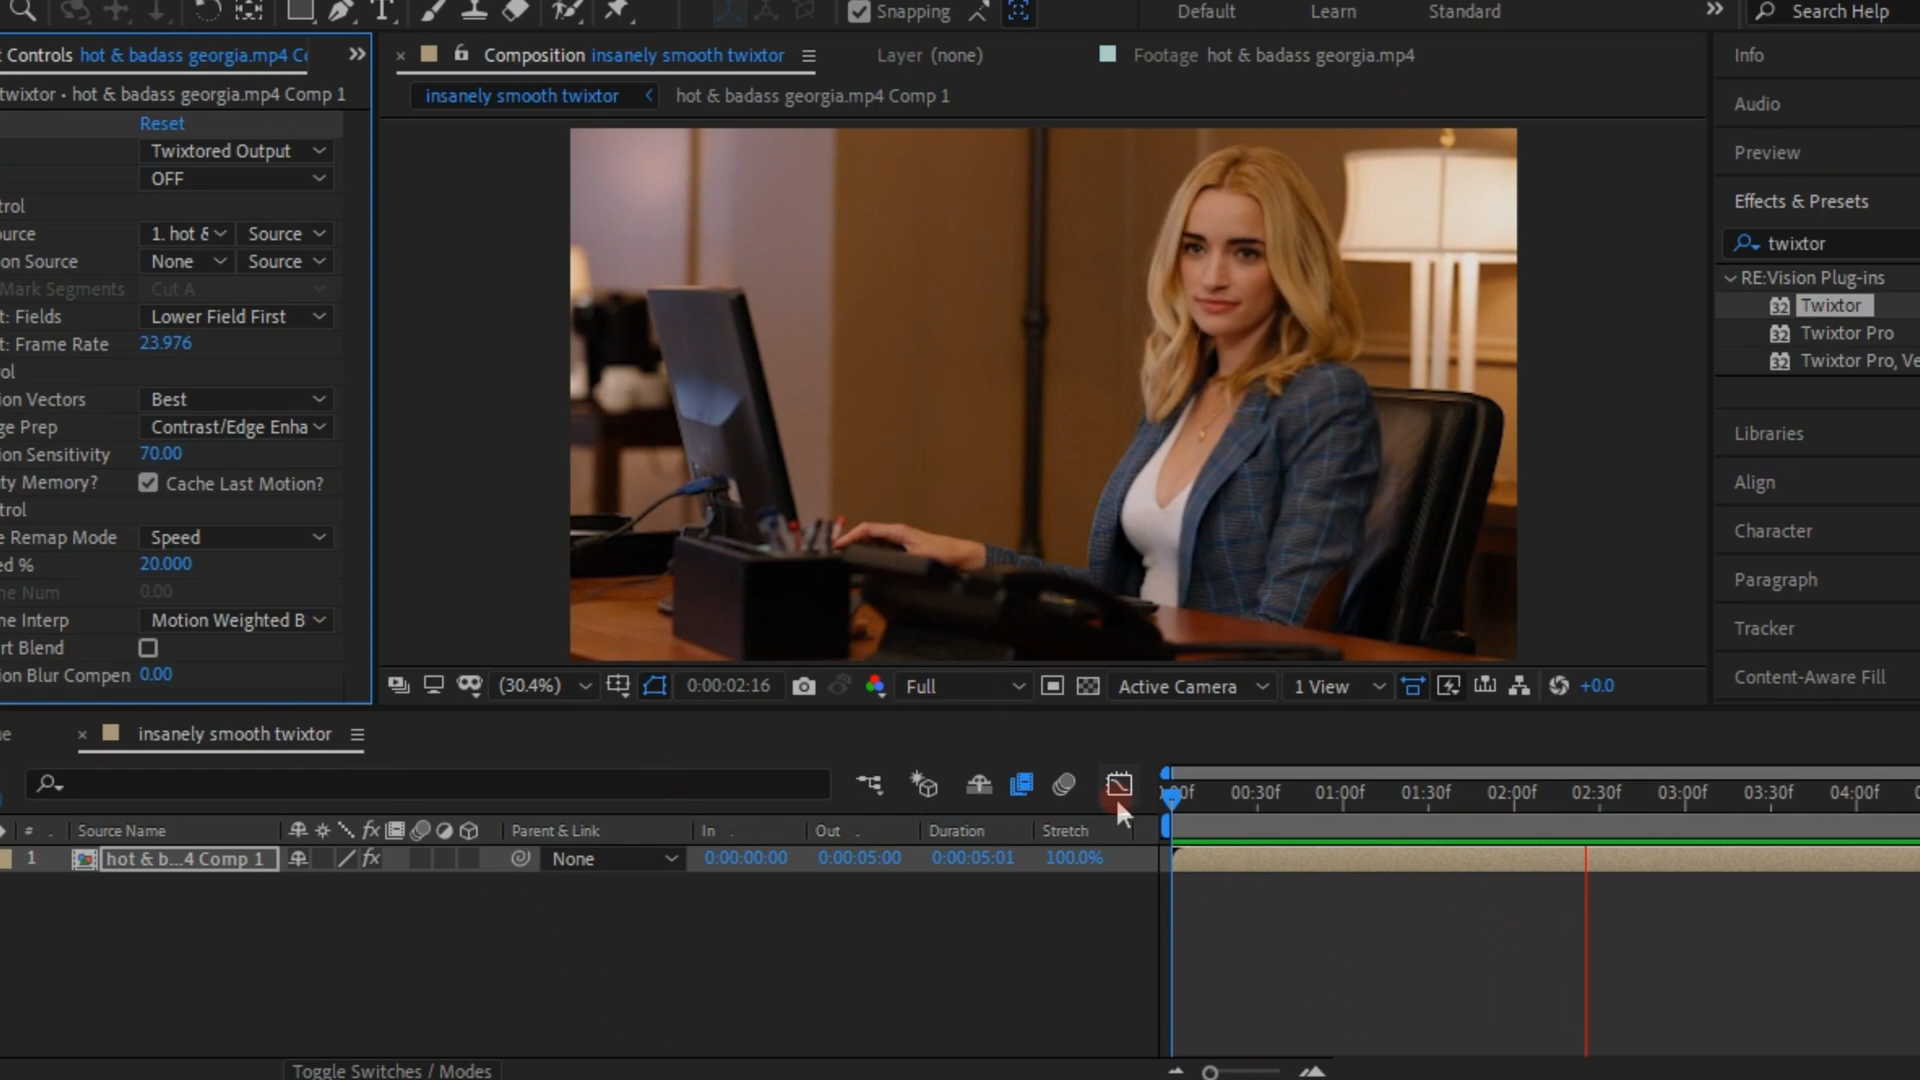 Snapping
Default
Learn
Standard
Search Help
Controls hot & badass georgia.mp4
Composition insanely smooth twixtor
Layer (none)
Footage hot & badass georgia.mp4
twixtor • hot & badass georgia.mp4 Comp 1
insanely smooth twixtor
hot & badass georgia.mp4 Comp 1
Reset
Twixtored Output
OFF
trol
ource
1. hot &
Source
on Source
None
Source
Mark Segments
Cut A
t: Fields
Lower Field First
t: Frame Rate
23.976
ol
ion Vectors
Best
ge Prep
Contrast/Edge Enha
ion Sensitivity
70.00
ty Memory?
Cache Last Motion?
trol
e Remap Mode
Speed
ed %
20.000
ne Num
0.00
ne Interp
Motion Weighted B
rt Blend
ion Blur Compen
0.00
(30.4%)
0:00:02:16
Full
Active Camera
1 View
+0.0
Info
Audio
Preview
Effects & Presets
twixtor
RE:Vision Plug-ins
32 Twixtor
32 Twixtor Pro
32 Twixtor Pro, Ve
Libraries
Align
Character
Paragraph
Tracker
Content-Aware Fill
insanely smooth twixtor
:00f
00:30f
01:00f
01:30f
02:00f
02:30f
03:00f
03:30f
04:00f
#
Source Name
fx
Parent & Link
In
Out
Duration
Stretch
1
hot & b...4 Comp 1
fx
None
0:00:00:00
0:00:05:00
0:00:05:01
100.0%
Toggle Switches / Modes